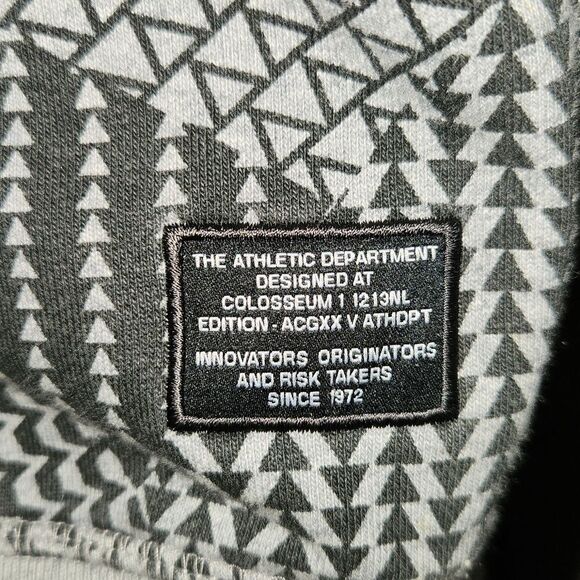 THE ATHLETIC DEPARTMENT
DESIGNED AT
COLOSSEUM 1 1213NL
EDITION - ACGXX V ATHDPT
INNOVATORS ORIGINATORS
AND RISK TAKERS
SINCE 1972